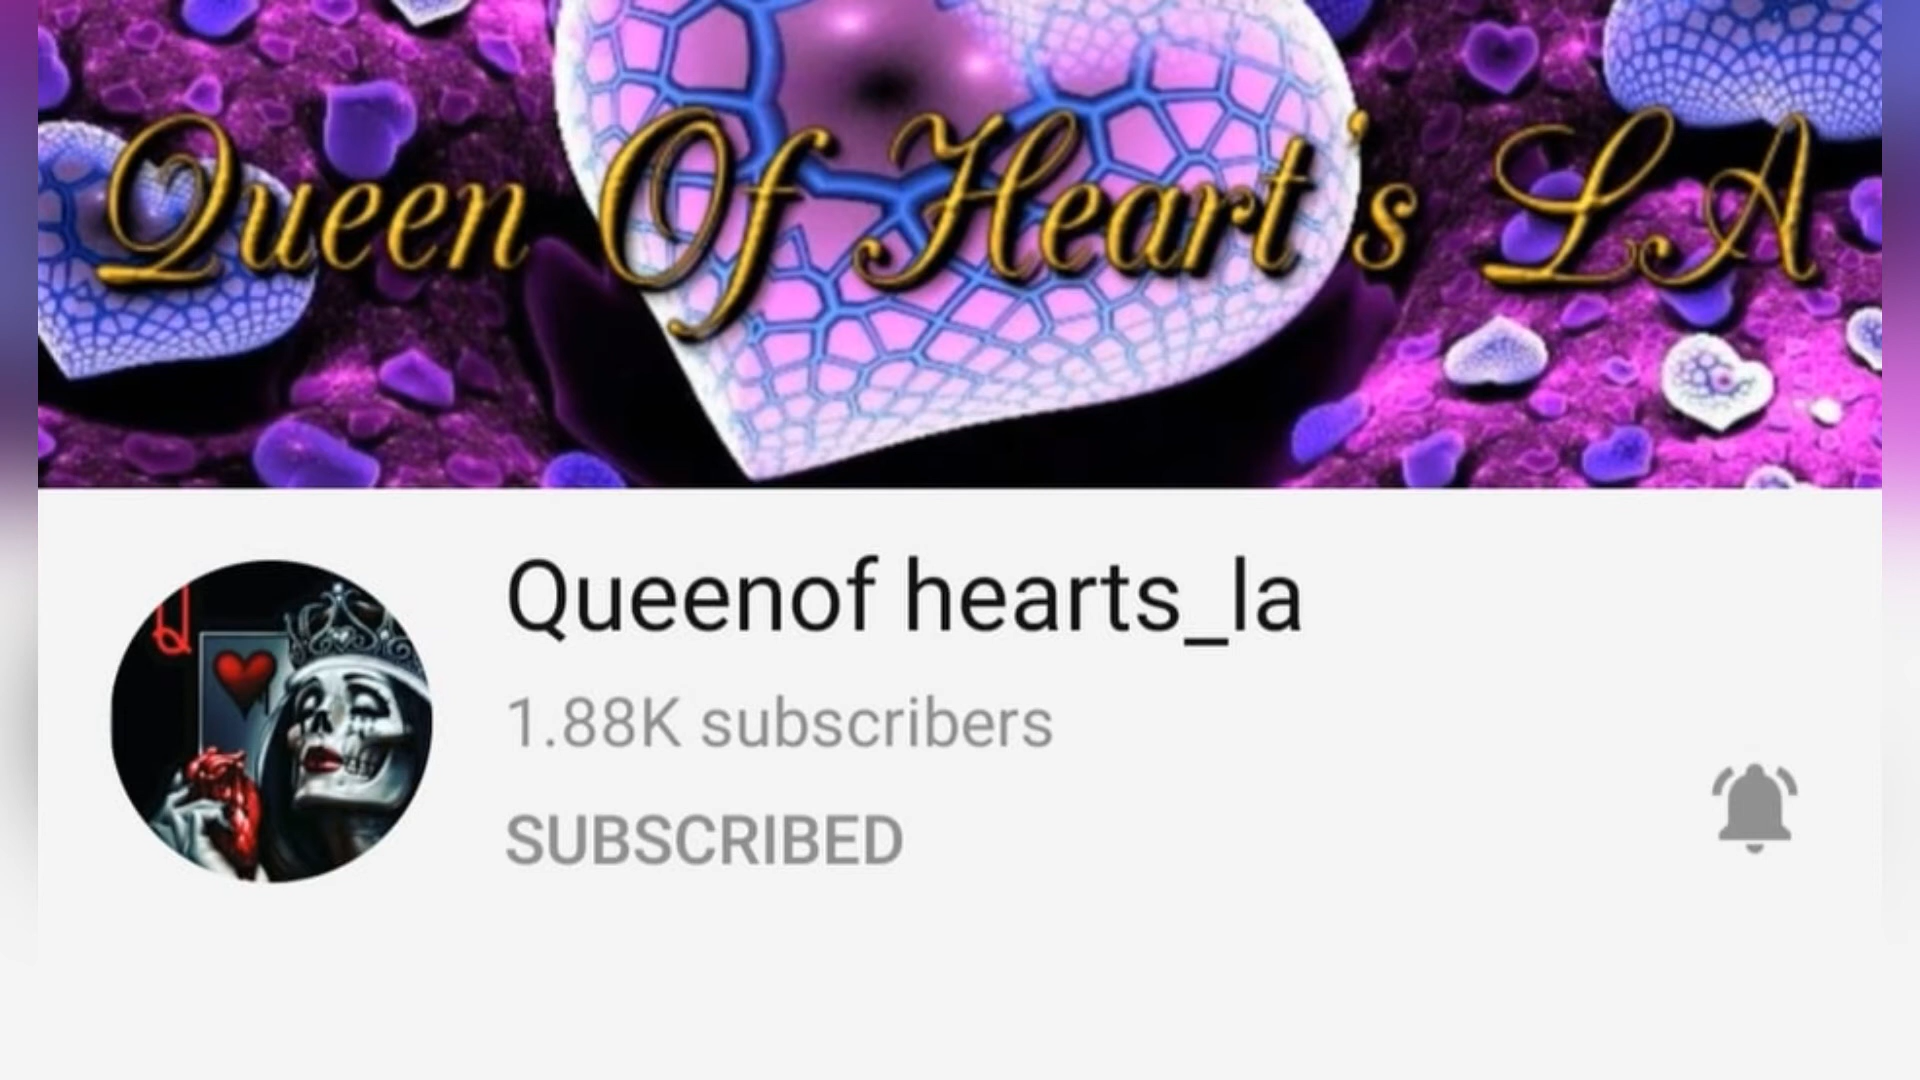 Queen Of Heart's LA
Q
Queenof hearts_la
1.88K subscribers
SUBSCRIBED